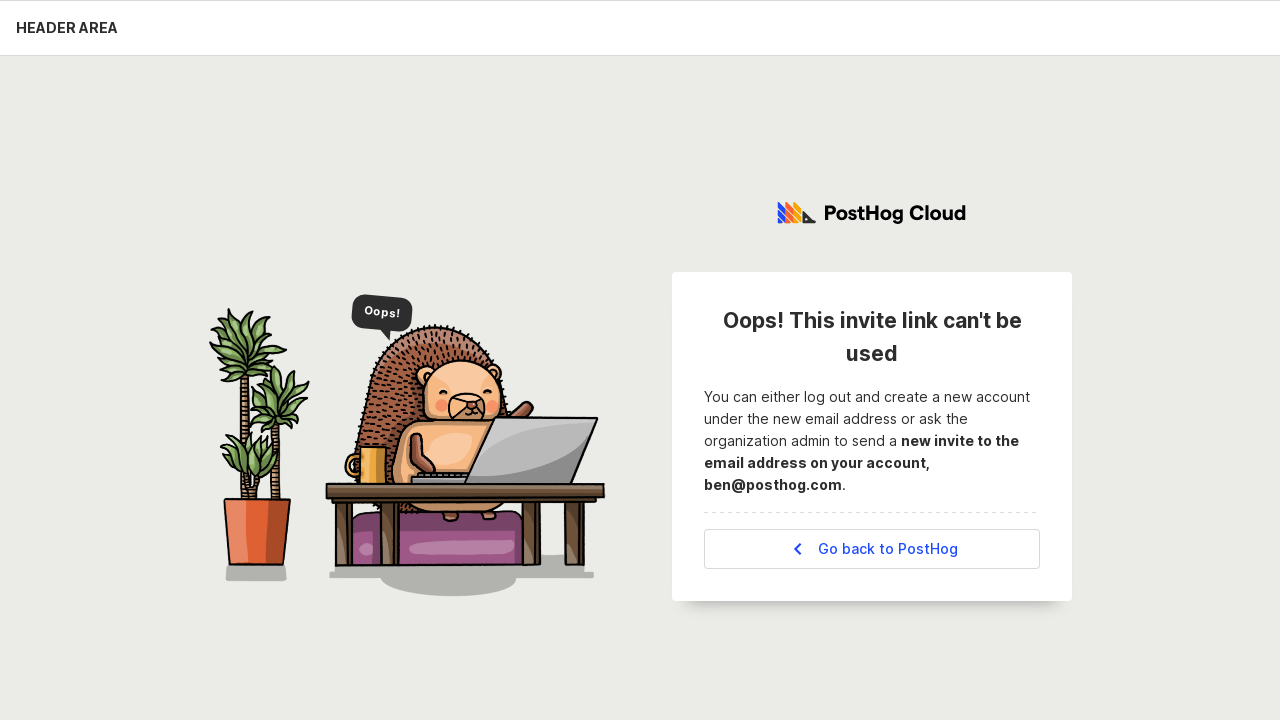 HEADER AREA
PostHog Cloud
Oops!
Oops! This invite link can't be
used
You can either log out and create a new account
under the new email address or ask the
organization admin to send a new invite to the
email address on your account,
ben@posthog.com.
Go back to PostHog